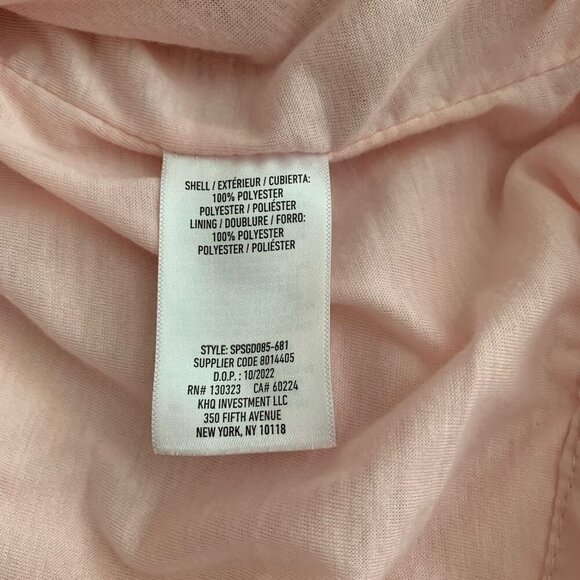 SHELL / EXTÉRIEUR / CUBIERTA:
100% POLYESTER
POLYESTER / POLIÉSTER
LINING / DOUBLURE / FORRO:
100% POLYESTER
POLYESTER / POLIÉSTER
STYLE: SPSGD085-681
SUPPLIER CODE 8014405
D.O.P. : 10/2022
RN# 130323 CA# 60224
KHQ INVESTMENT LLC
350 FIFTH AVENUE
NEW YORK, NY 10118